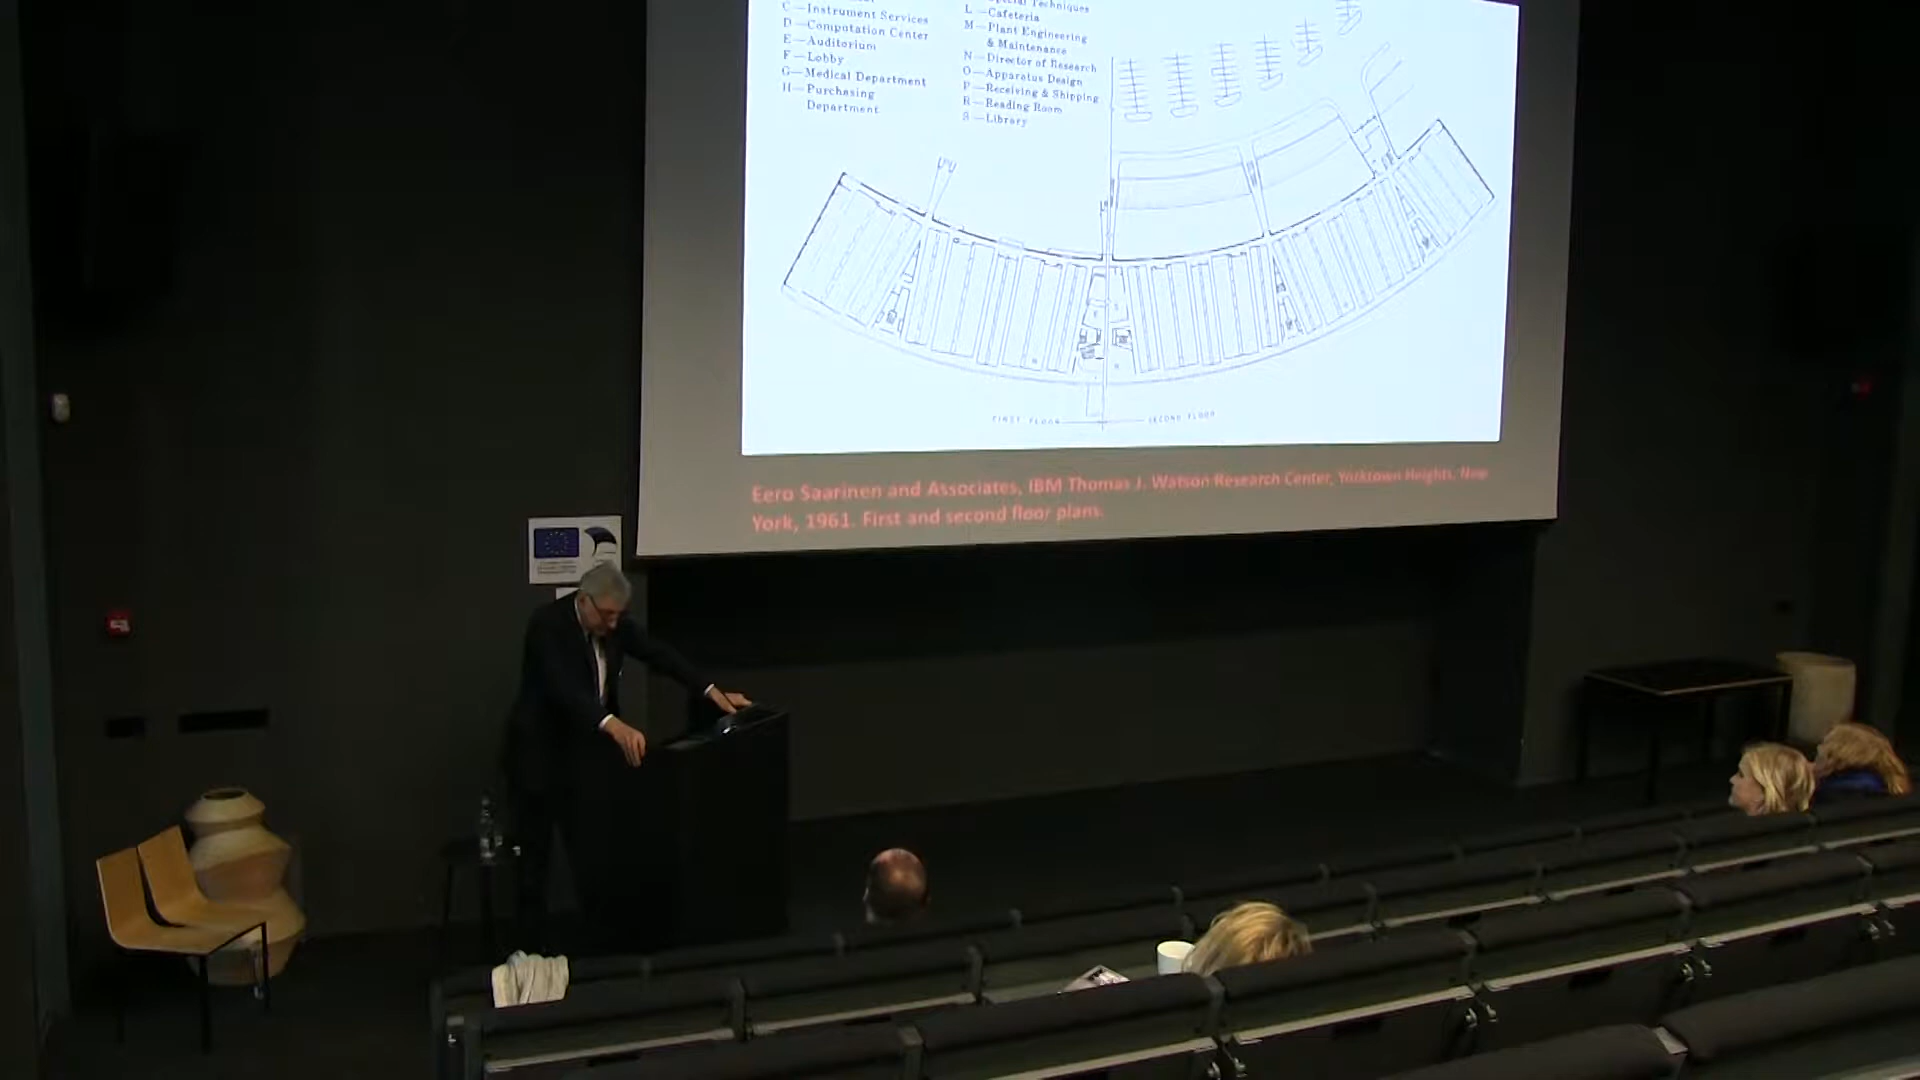 C—Instrument Services
D—Computation Center
E—Auditorium
F—Lobby
G—Medical Department
H—Purchasing
Department
Techniques
L—Cafeteria
M—Plant Engineering
& Maintenance
N—Director of Research
O—Apparatus Design
P—Receiving & Shipping
R—Reading Room
S—Library
FIRST FLOOR
SECOND FLOOR
Eero Saarinen and Associates, IBM Thomas J. Watson Research Center, Yorktown Heights, New
York, 1961. First and second floor plans.